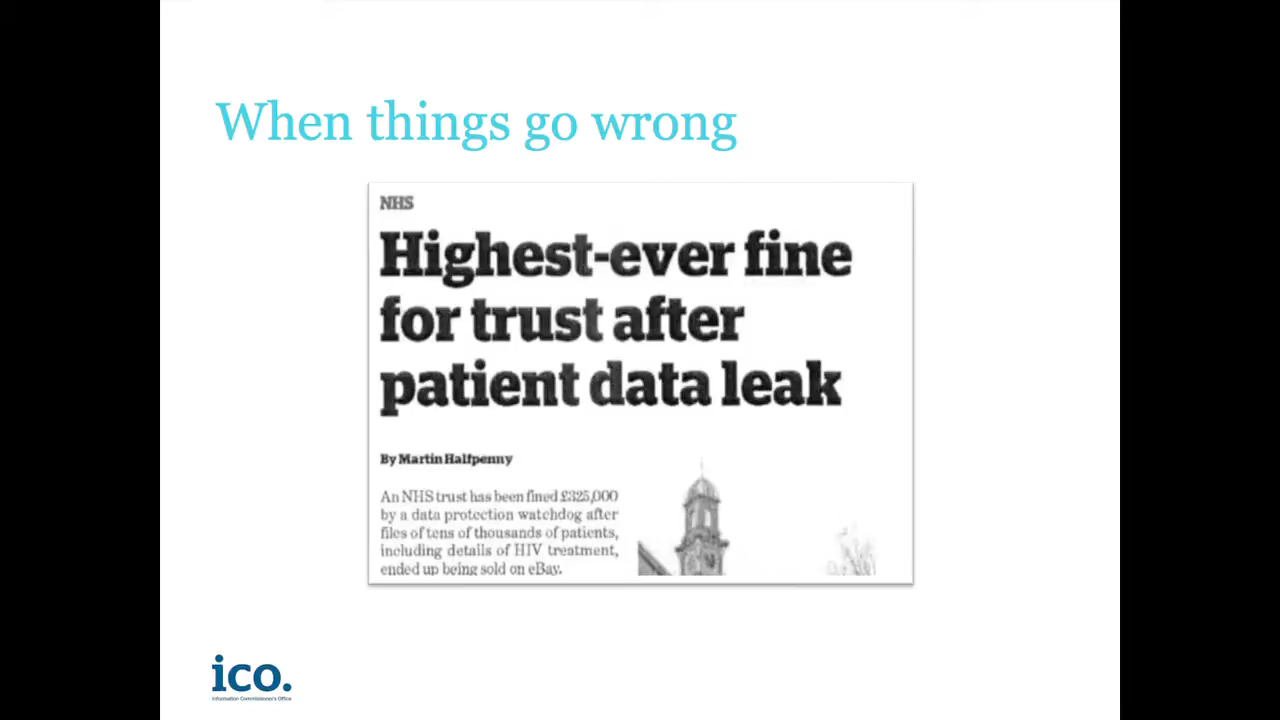 When things go wrong
NHS
Highest-ever fine
for trust after
patient data leak
By Martin Halfpenny
An NHS trust has been fined £325,000
by a data protection watchdog after
files of tens of thousands of patients,
including details of HIV treatment,
ended up being sold on eBay.
ico.
Information Commissioner's Office